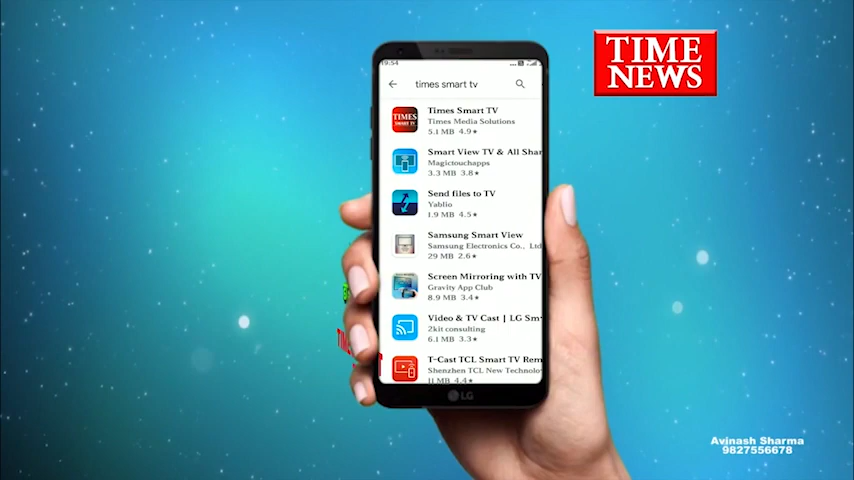 TIME
NEWS
19:54
times smart tv
TIMES
SMART TV
Times Smart TV
Times Media Solutions
5.1 MB 4.9★
Smart View TV & All Shar
Magictouchapps
3.3 MB 3.8★
Send files to TV
Yablio
1.9 MB 4.5★
Samsung Smart View
Samsung Electronics Co., Ltd
29 MB 2.6★
Screen Mirroring with TV
Gravity App Club
8.9 MB 3.4★
Video & TV Cast | LG Sm
2kit consulting
6.1 MB 3.3★
T-Cast TCL Smart TV Rem
Shenzhen TCL New Technolo
11 MB 4.4★
LG
Avinash Sharma
9827556678